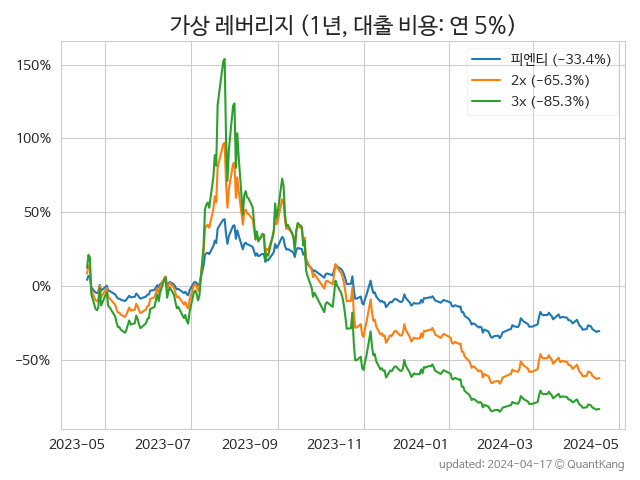 가상 레버리지 (1년, 대출 비용: 연 5%)
피엔티 (−33.4%)
2x (−65.3%)
3x (−85.3%)
150%
100%
50%
0%
−50%
2023-05 2023-07 2023-09 2023-11 2024-01 2024-03 2024-05
updated: 2024-04-17 © QuantKang